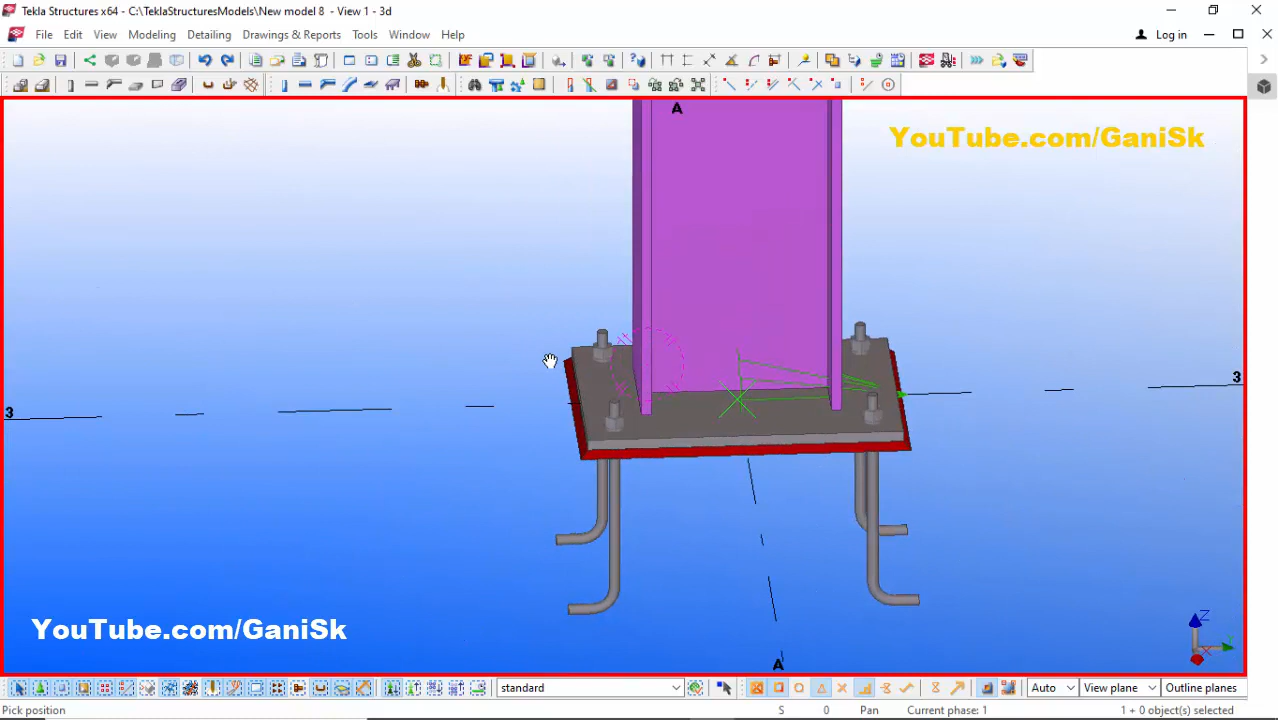 Tekla Structures x64 - C:\TeklaStructuresModels\New model 8 - View 1 - 3d
File Edit View Modeling Detailing Drawings & Reports Tools Window Help
Log in
A
YouTube.com/GaniSk
3
3
YouTube.com/GaniSk
Z
A
standard
Auto
View plane
Outline planes
Pick position
S
0
Pan
Current phase: 1
1 + 0 object(s) selected